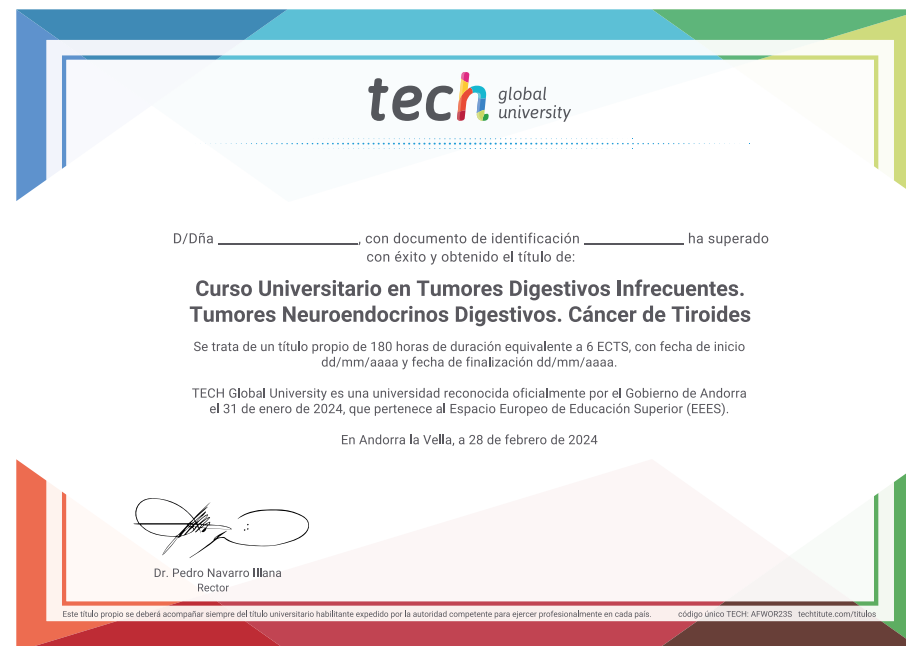 tech global university
D/Dña ____________________, con documento de identificación ______________ ha superado
con éxito y obtenido el título de:
Curso Universitario en Tumores Digestivos Infrecuentes.
Tumores Neuroendocrinos Digestivos. Cáncer de Tiroides
Se trata de un título propio de 180 horas de duración equivalente a 6 ECTS, con fecha de inicio
dd/mm/aaaa y fecha de finalización dd/mm/aaaa.
TECH Global University es una universidad reconocida oficialmente por el Gobierno de Andorra
el 31 de enero de 2024, que pertenece al Espacio Europeo de Educación Superior (EEES).
En Andorra la Vella, a 28 de febrero de 2024
Dr. Pedro Navarro Illana
Rector
Este título propio se deberá acompañar siempre del título universitario habilitante expedido por la autoridad competente para ejercer profesionalmente en cada país. código único TECH: AFWOR23S techtitute.com/titulos